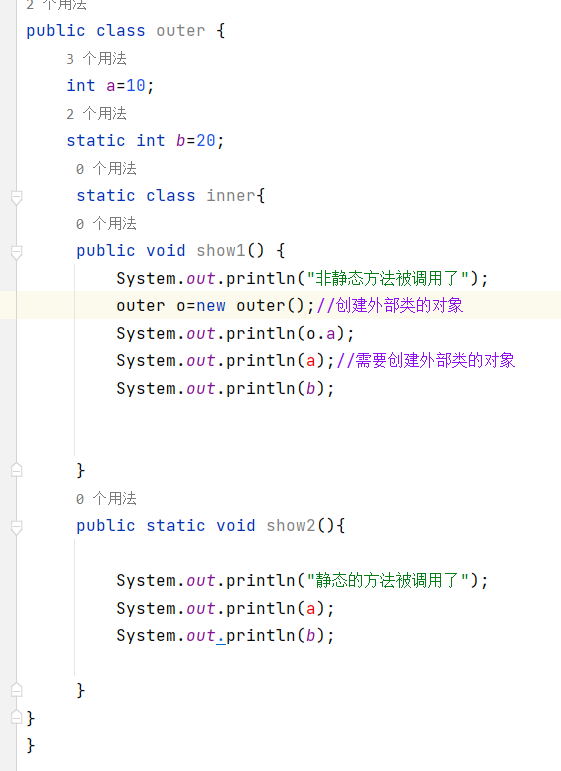 2 个用法
public class outer {
3 个用法
int a=10;
2 个用法
static int b=20;
0 个用法
static class inner{
0 个用法
public void show1() {
System.out.println("非静态方法被调用了");
outer o=new outer();//创建外部类的对象
System.out.println(o.a);
System.out.println(a);//需要创建外部类的对象
System.out.println(b);
}
0 个用法
public static void show2(){
System.out.println("静态的方法被调用了");
System.out.println(a);
System.out.println(b);
}
}
}